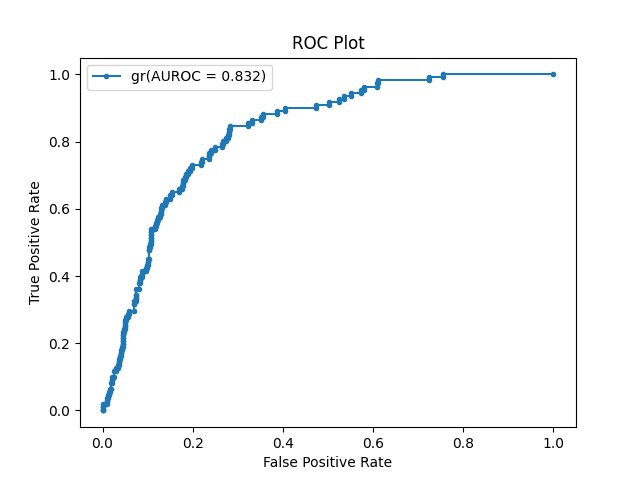 ROC Plot
gr(AUROC = 0.832)
True Positive Rate
1.0
0.8
0.6
0.4
0.2
0.0
0.0 0.2 0.4 0.6 0.8 1.0
False Positive Rate